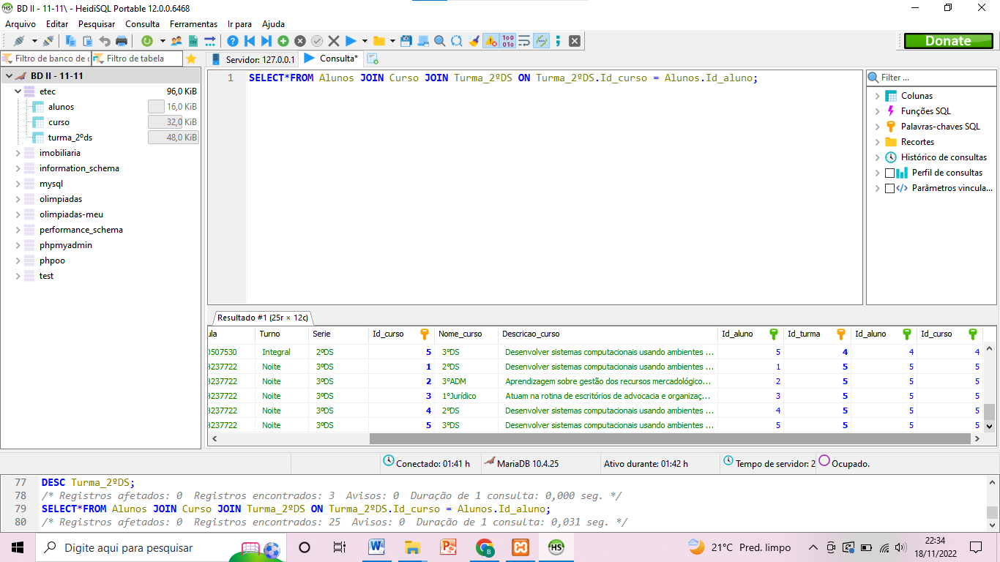 BD II - 11-11\ - HeidiSQL Portable 12.0.0.6468
Arquivo Editar Pesquisar Consulta Ferramentas Ir para Ajuda
Donate
Filtro de banco de d Filtro de tabela
Servidor: 127.0.0.1 Consulta*
BD II - 11-11
etec 96,0 KiB
alunos 16,0 KiB
curso 32,0 KiB
turma_2ºds 48,0 KiB
imobiliaria
information_schema
mysql
olimpiadas
olimpiadas-meu
performance_schema
phpmyadmin
phpoo
test
1 SELECT*FROM Alunos JOIN Curso JOIN Turma_2ºDS ON Turma_2ºDS.Id_curso = Alunos.Id_aluno;
Filter ...
Colunas
Funções SQL
Palavras-chaves SQL
Recortes
Histórico de consultas
Perfil de consultas
Parâmetros vincula...
Resultado #1 (25r × 12c)
ula Turno Serie Id_curso Nome_curso Descricao_curso Id_aluno Id_turma Id_aluno Id_curso
0507530 Integral 2ºDS 5 3ºDS Desenvolver sistemas computacionais usando ambientes ... 5 4 4 4
3237722 Noite 3ºDS 1 2ºDS Desenvolver sistemas computacionais usando ambientes ... 1 5 5 5
3237722 Noite 3ºDS 2 3ºADM Aprendizagem sobre gestão dos recursos mercadológico... 2 5 5 5
3237722 Noite 3ºDS 3 1ºJurídico Atuam na rotina de escritórios de advocacia e organizaç... 3 5 5 5
3237722 Noite 3ºDS 4 2ºDS Desenvolver sistemas computacionais usando ambientes ... 4 5 5 5
3237722 Noite 3ºDS 5 3ºDS Desenvolver sistemas computacionais usando ambientes ... 5 5 5 5
Conectado: 01:41 h MariaDB 10.4.25 Ativo durante: 01:42 h Tempo de servidor: 2 Ocupado.
77 DESC Turma_2ºDS;
78 /* Registros afetados: 0 Registros encontrados: 3 Avisos: 0 Duração de 1 consulta: 0,000 seg. */
79 SELECT*FROM Alunos JOIN Curso JOIN Turma_2ºDS ON Turma_2ºDS.Id_curso = Alunos.Id_aluno;
80 /* Registros afetados: 0 Registros encontrados: 25 Avisos: 0 Duração de 1 consulta: 0,031 seg. */
Digite aqui para pesquisar
21°C Pred. limpo
22:34
18/11/2022